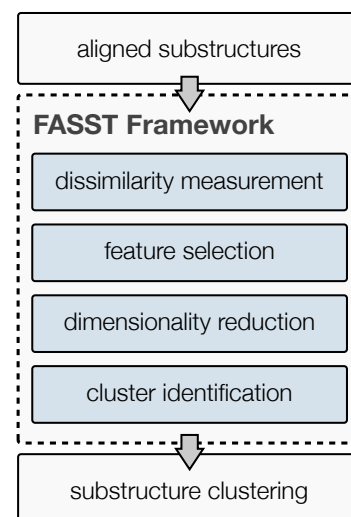 aligned substructures
FASST Framework
dissimilarity measurement
feature selection
dimensionality reduction
cluster identification
substructure clustering